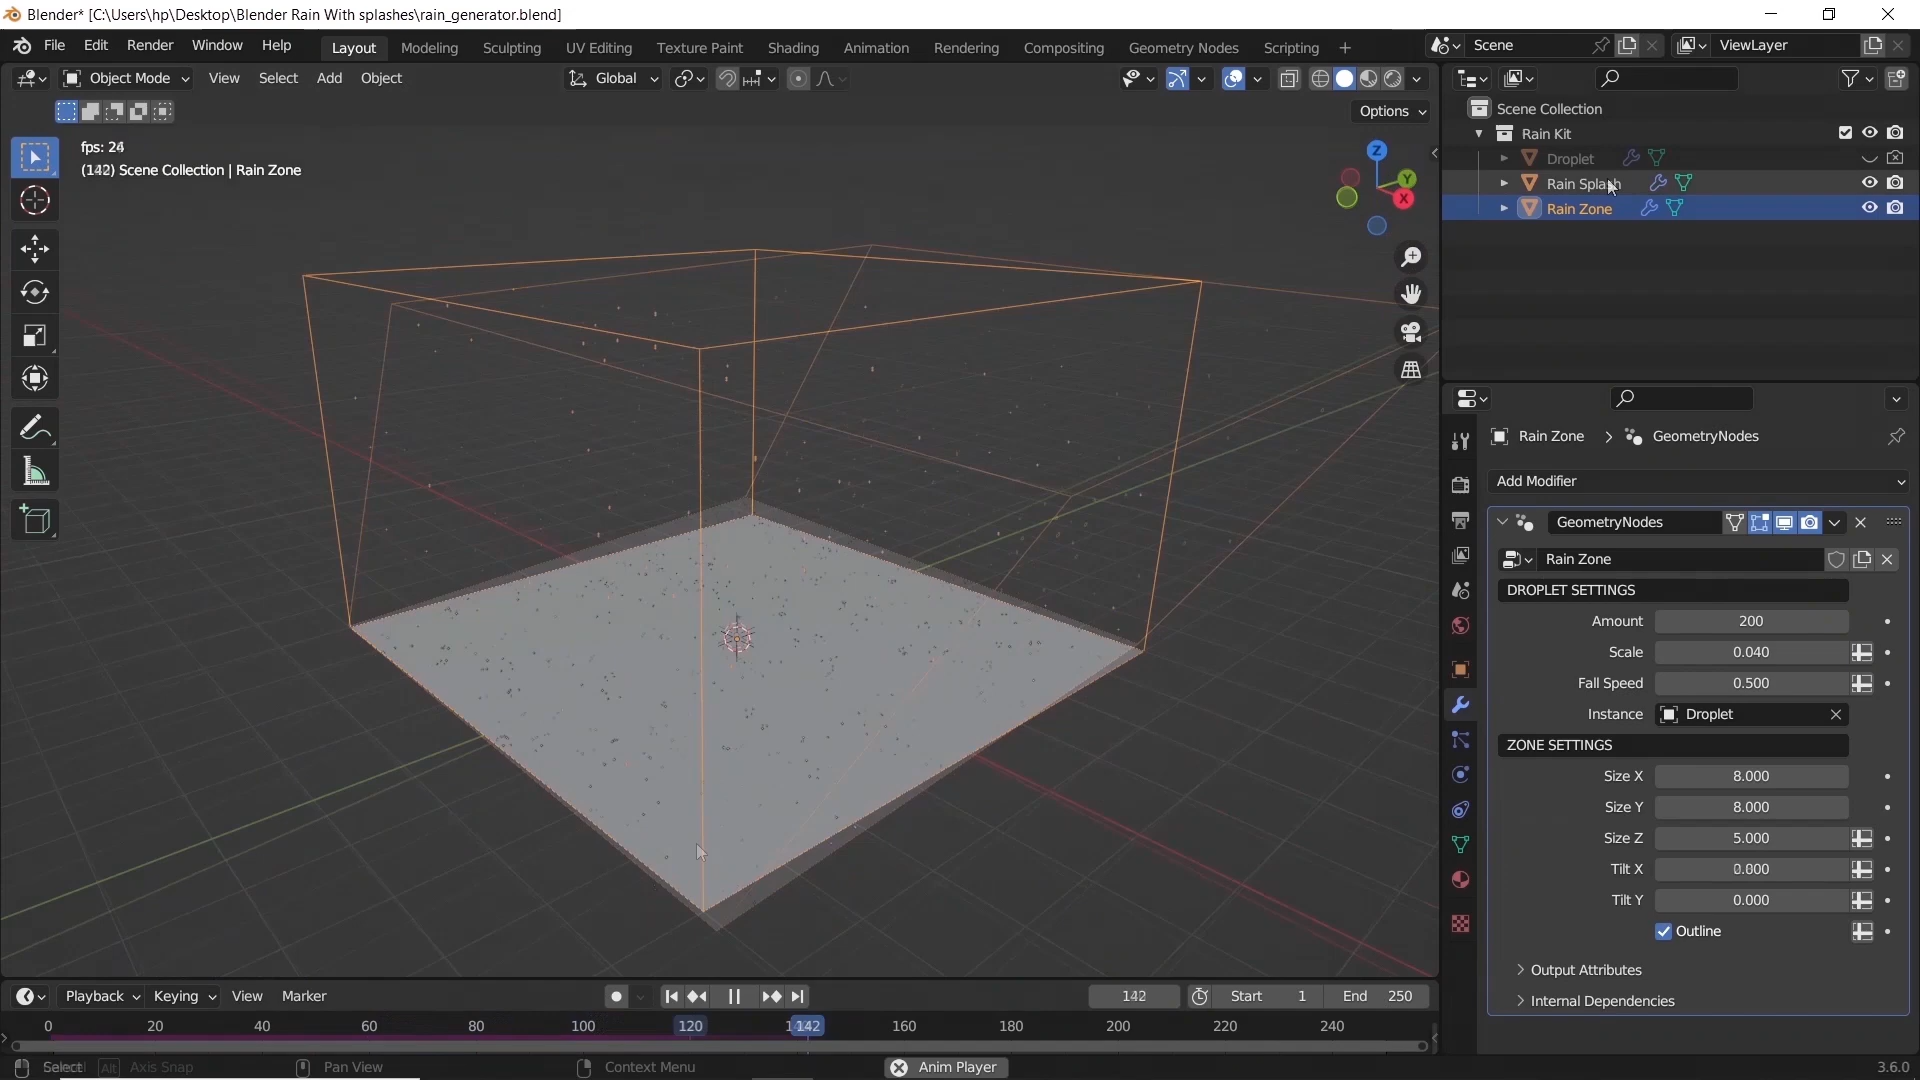 Blender* [C:\Users\hp\Desktop\Blender Rain With splashes\rain_generator.blend]
File Edit Render Window Help Layout Modeling Sculpting UV Editing Texture Paint Shading Animation Rendering Compositing Geometry Nodes Scripting + Scene ViewLayer
Object Mode View Select Add Object Global
Options
fps: 24
(142) Scene Collection | Rain Zone
Z
Y
X
Scene Collection
Rain Kit
Droplet
Rain Splash
Rain Zone
Rain Zone > GeometryNodes
Add Modifier
GeometryNodes
Rain Zone
DROPLET SETTINGS
Amount 200
Scale 0.040
Fall Speed 0.500
Instance Droplet
ZONE SETTINGS
Size X 8.000
Size Y 8.000
Size Z 5.000
Tilt X 0.000
Tilt Y 0.000
Outline
Output Attributes
Internal Dependencies
Playback Keying View Marker 142 Start 1 End 250
0 20 40 60 80 100 120 142 160 180 200 220 240
Select Alt Axis Snap Pan View Context Menu Anim Player 3.6.0